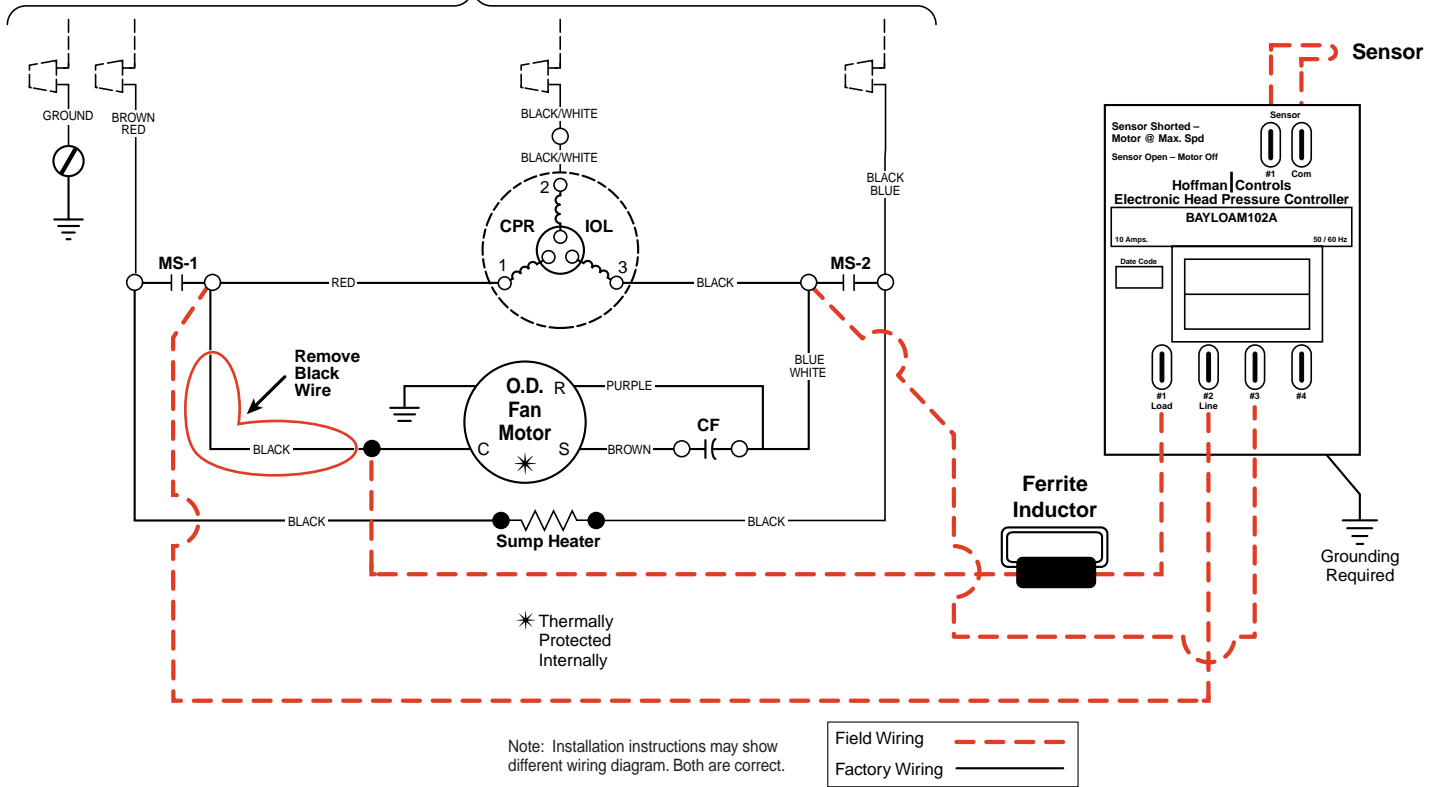 Sensor
GROUND
BROWN
RED
BLACK/WHITE
BLACK/WHITE
BLACK
BLUE
2
CPR
IOL
1
3
MS-1
RED
BLACK
MS-2
Sensor
Sensor Shorted –
Motor @ Max. Spd
Sensor Open – Motor Off
#1
Com
Hoffman Controls
Electronic Head Pressure Controller
BAYLOAM102A
10 Amps.
50 / 60 Hz
Date Code
#1
Load
#2
Line
#3
#4
Remove
Black
Wire
BLUE
WHITE
O.D.
Fan
Motor
R
C
S
PURPLE
BLACK
BROWN
CF
BLACK
BLACK
Sump Heater
Ferrite
Inductor
Grounding
Required
Thermally
Protected
Internally
Note: Installation instructions may show
different wiring diagram. Both are correct.
Field Wiring
Factory Wiring